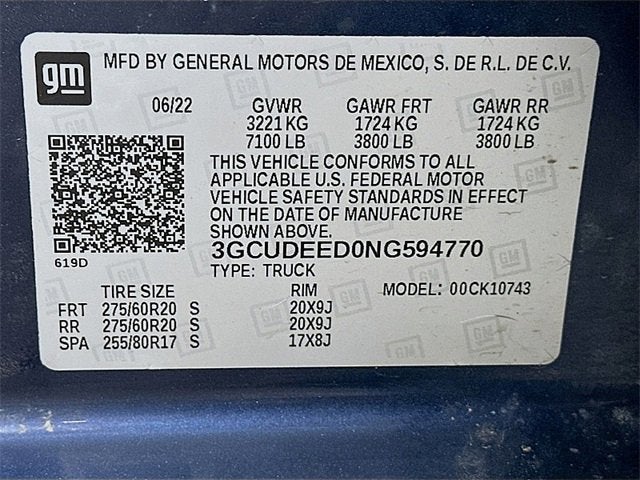 gm MFD BY GENERAL MOTORS DE MEXICO, S. DE R.L. DE C.V.
06/22 GVWR GAWR FRT GAWR RR
3221 KG 1724 KG 1724 KG
7100 LB 3800 LB 3800 LB
THIS VEHICLE CONFORMS TO ALL
APPLICABLE U.S. FEDERAL MOTOR
VEHICLE SAFETY STANDARDS IN EFFECT
ON THE DATE OF MANUFACTURE
SHOWN ABOVE.
3GCUDEED0NG594770
619D
TYPE: TRUCK
TIRE SIZE RIM MODEL: 00CK10743
FRT 275/60R20 S 20X9J
RR 275/60R20 S 20X9J
SPA 255/80R17 S 17X8J